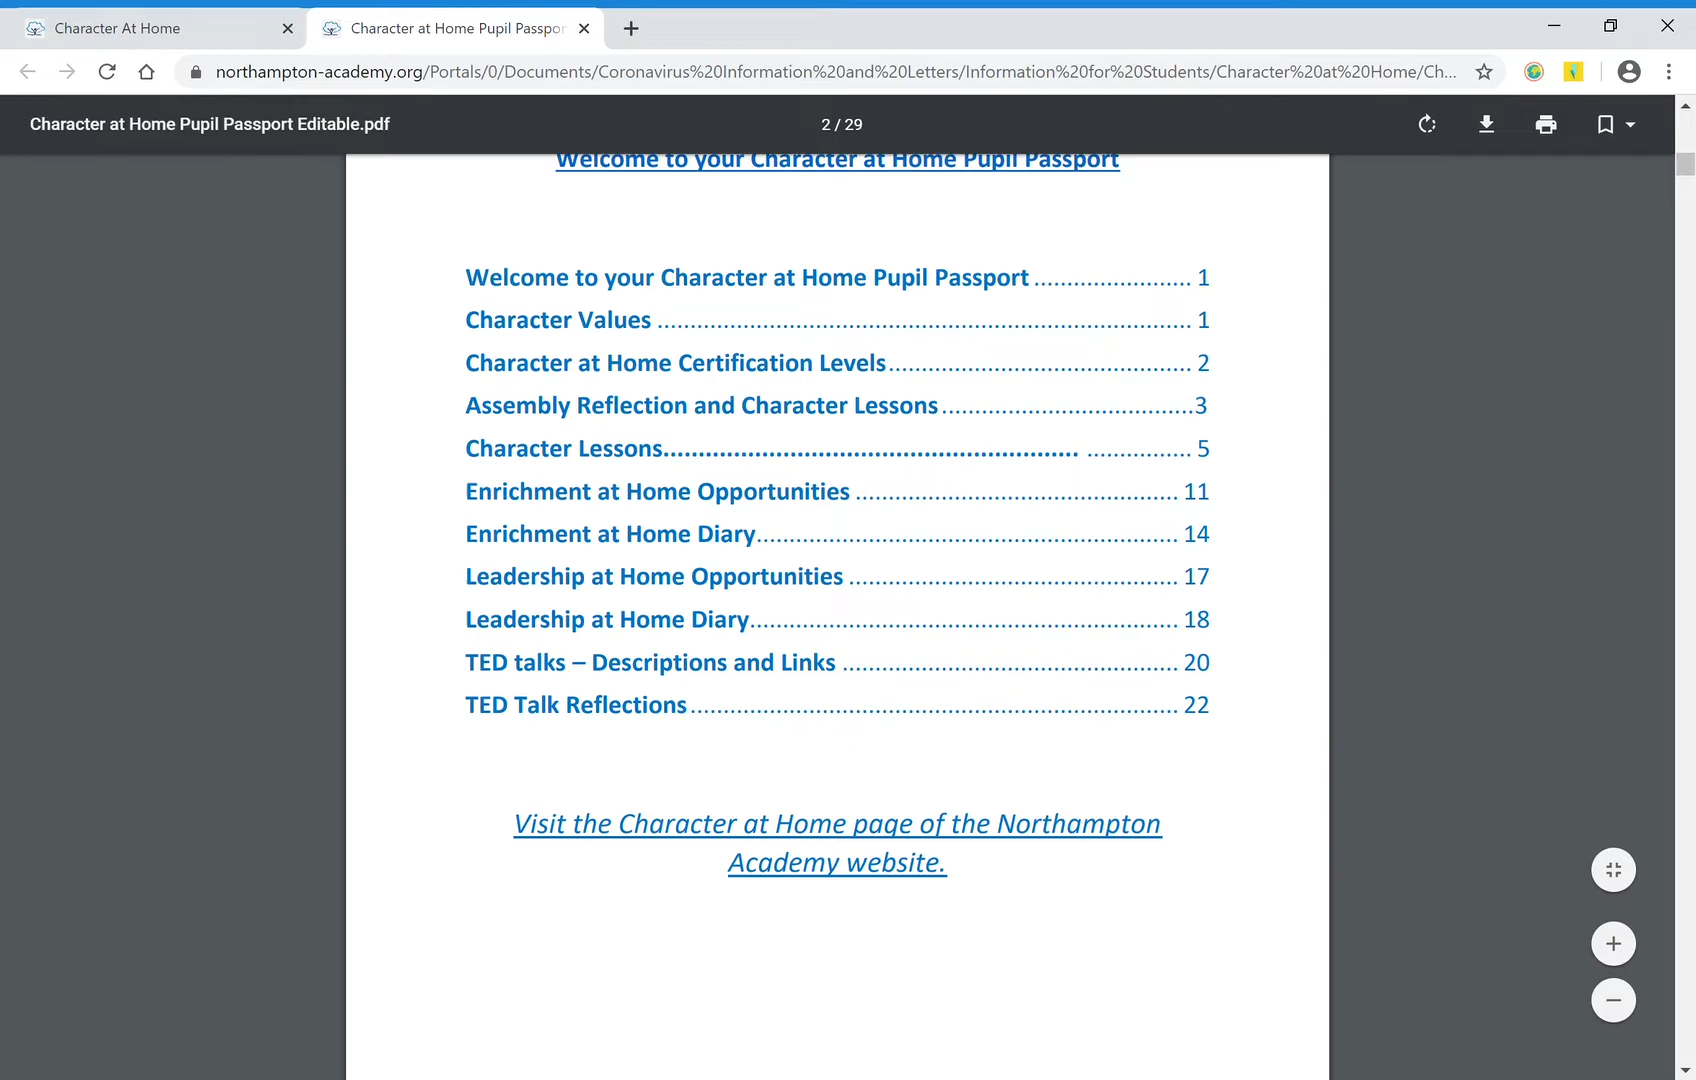 Character At Home
Character at Home Pupil Passpor
northampton-academy.org/Portals/0/Documents/Coronavirus%20Information%20and%20Letters/Information%20for%20Students/Character%20at%20Home/Ch...
Character at Home Pupil Passport Editable.pdf
2 / 29
Welcome to your Character at Home Pupil Passport
Welcome to your Character at Home Pupil Passport ........................ 1
Character Values ................................................................................. 1
Character at Home Certification Levels.............................................. 2
Assembly Reflection and Character Lessons......................................3
Character Lessons........................................................... ................ 5
Enrichment at Home Opportunities ................................................. 11
Enrichment at Home Diary................................................................ 14
Leadership at Home Opportunities .................................................. 17
Leadership at Home Diary................................................................. 18
TED talks – Descriptions and Links ................................................... 20
TED Talk Reflections.......................................................................... 22
Visit the Character at Home page of the Northampton
Academy website.